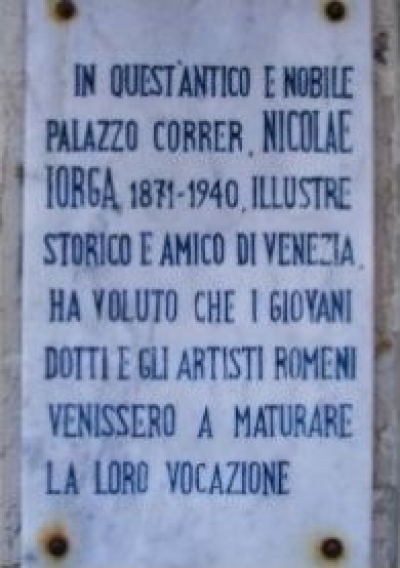 IN QUEST'ANTICO E NOBILE
PALAZZO CORRER, NICOLAE
IORGA, 1871-1940, ILLUSTRE
STORICO E AMICO DI VENEZIA,
HA VOLUTO CHE I GIOVANI
DOTTI E GLI ARTISTI ROMENI
VENISSERO A MATURARE
LA LORO VOCAZIONE